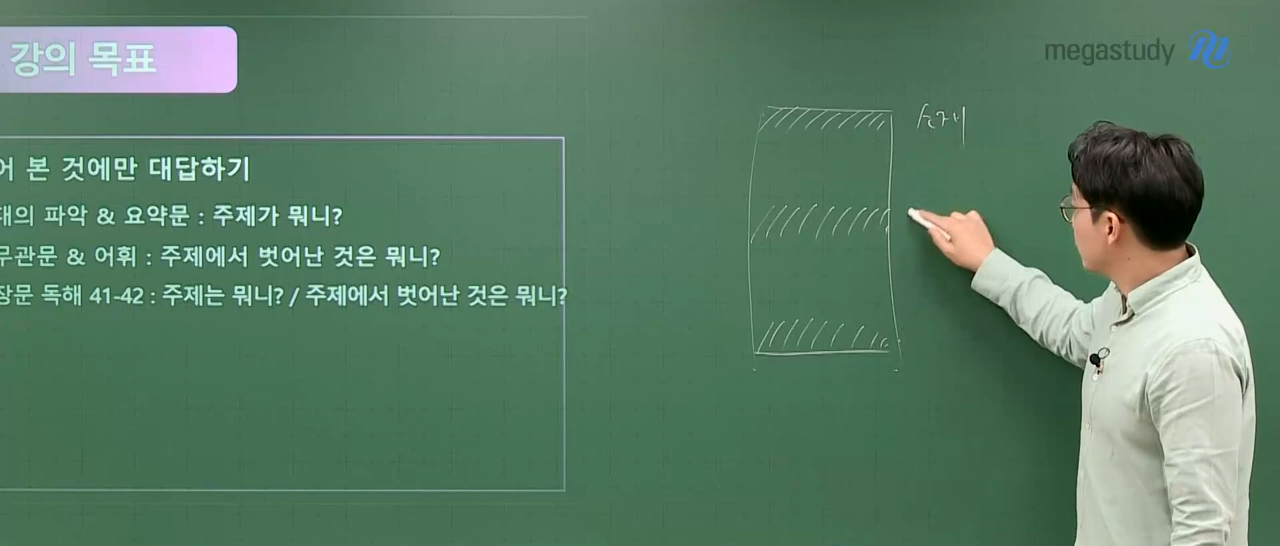 강의 목표
megastudy
어 본 것에만 대답하기
대의 파악 & 요약문 : 주제가 뭐니?
무관문 & 어휘 : 주제에서 벗어난 것은 뭐니?
장문 독해 41-42 : 주제는 뭐니? / 주제에서 벗어난 것은 뭐니?
소재